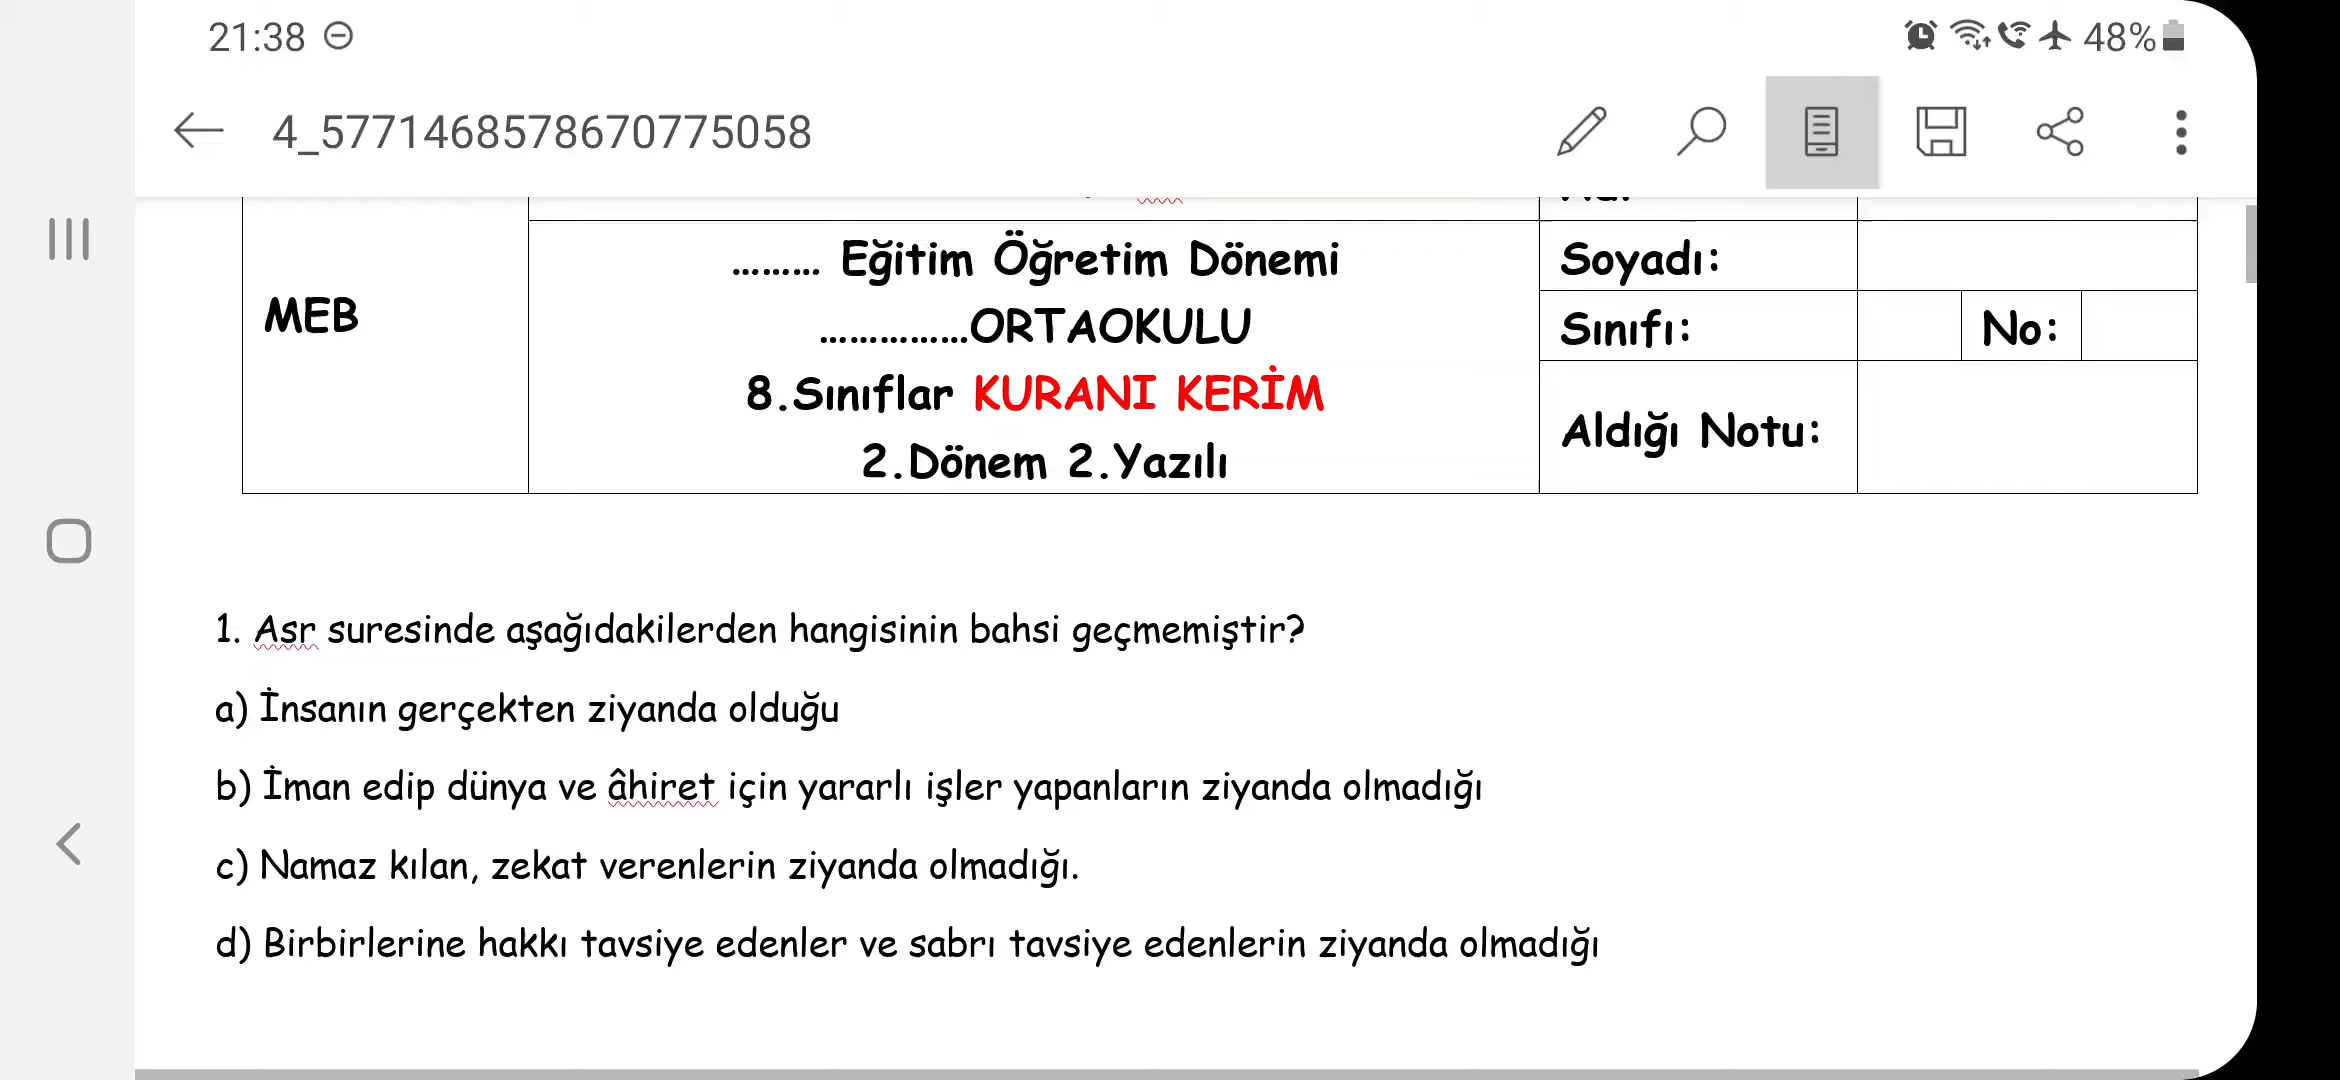 21:38
48%
4_5771468578670775058
MEB
......... Eğitim Öğretim Dönemi
...............ORTAOKULU
8.Sınıflar KURANI KERİM
2.Dönem 2.Yazılı
Soyadı:
Sınıfı:
No:
Aldığı Notu:
1. Asr suresinde aşağıdakilerden hangisinin bahsi geçmemiştir?
a) İnsanın gerçekten ziyanda olduğu
b) İman edip dünya ve âhiret için yararlı işler yapanların ziyanda olmadığı
c) Namaz kılan, zekat verenlerin ziyanda olmadığı.
d) Birbirlerine hakkı tavsiye edenler ve sabrı tavsiye edenlerin ziyanda olmadığı